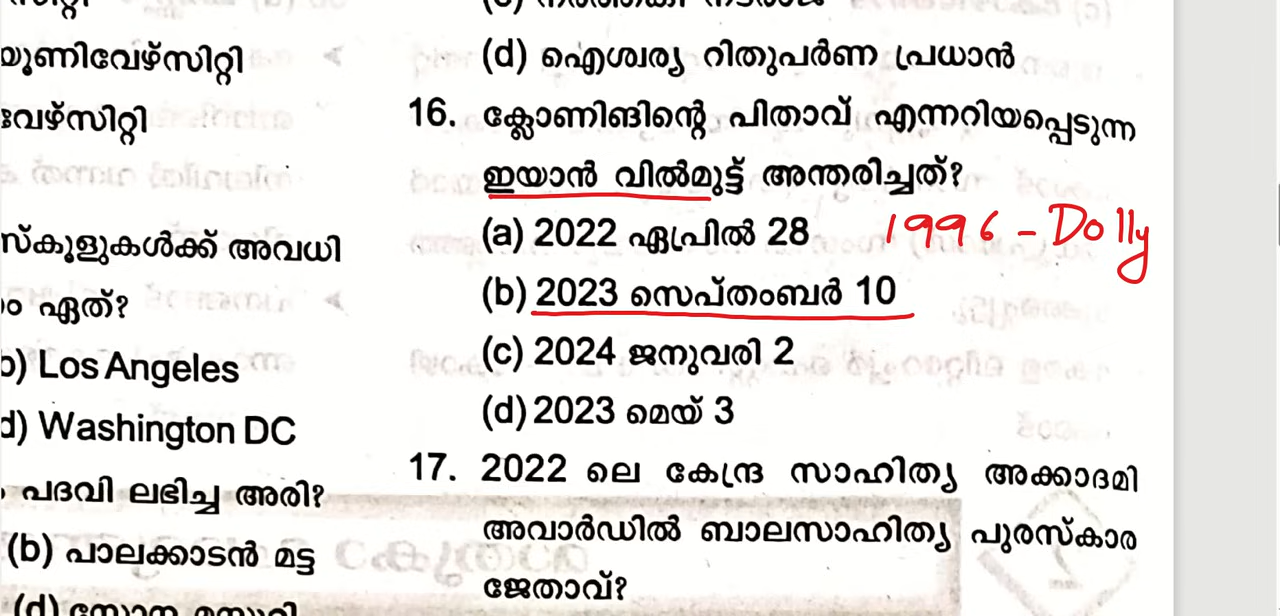 യൂണിവേഴ്സിറ്റി
വേഴ്സിറ്റി
സ്കൂളുകൾക്ക് അവധി
ഏത്?
b) Los Angeles
d) Washington DC
പദവി ലഭിച്ച അരി?
(b) പാലക്കാടൻ മട്ട
(d) ഐശ്വര്യ റിതുപർണ പ്രധാൻ
16. ക്ലോണിങിന്റെ പിതാവ് എന്നറിയപ്പെടുന്ന
ഇയാൻ വിൽമുട്ട് അന്തരിച്ചത്?
(a) 2022 ഏപ്രിൽ 28
1996 - Dolly
(b) 2023 സെപ്തംബർ 10
(c) 2024 ജനുവരി 2
(d) 2023 മെയ് 3
17. 2022 ലെ കേന്ദ്ര സാഹിത്യ അക്കാദമി
അവാർഡിൽ ബാലസാഹിത്യ പുരസ്കാര
ജേതാവ്?